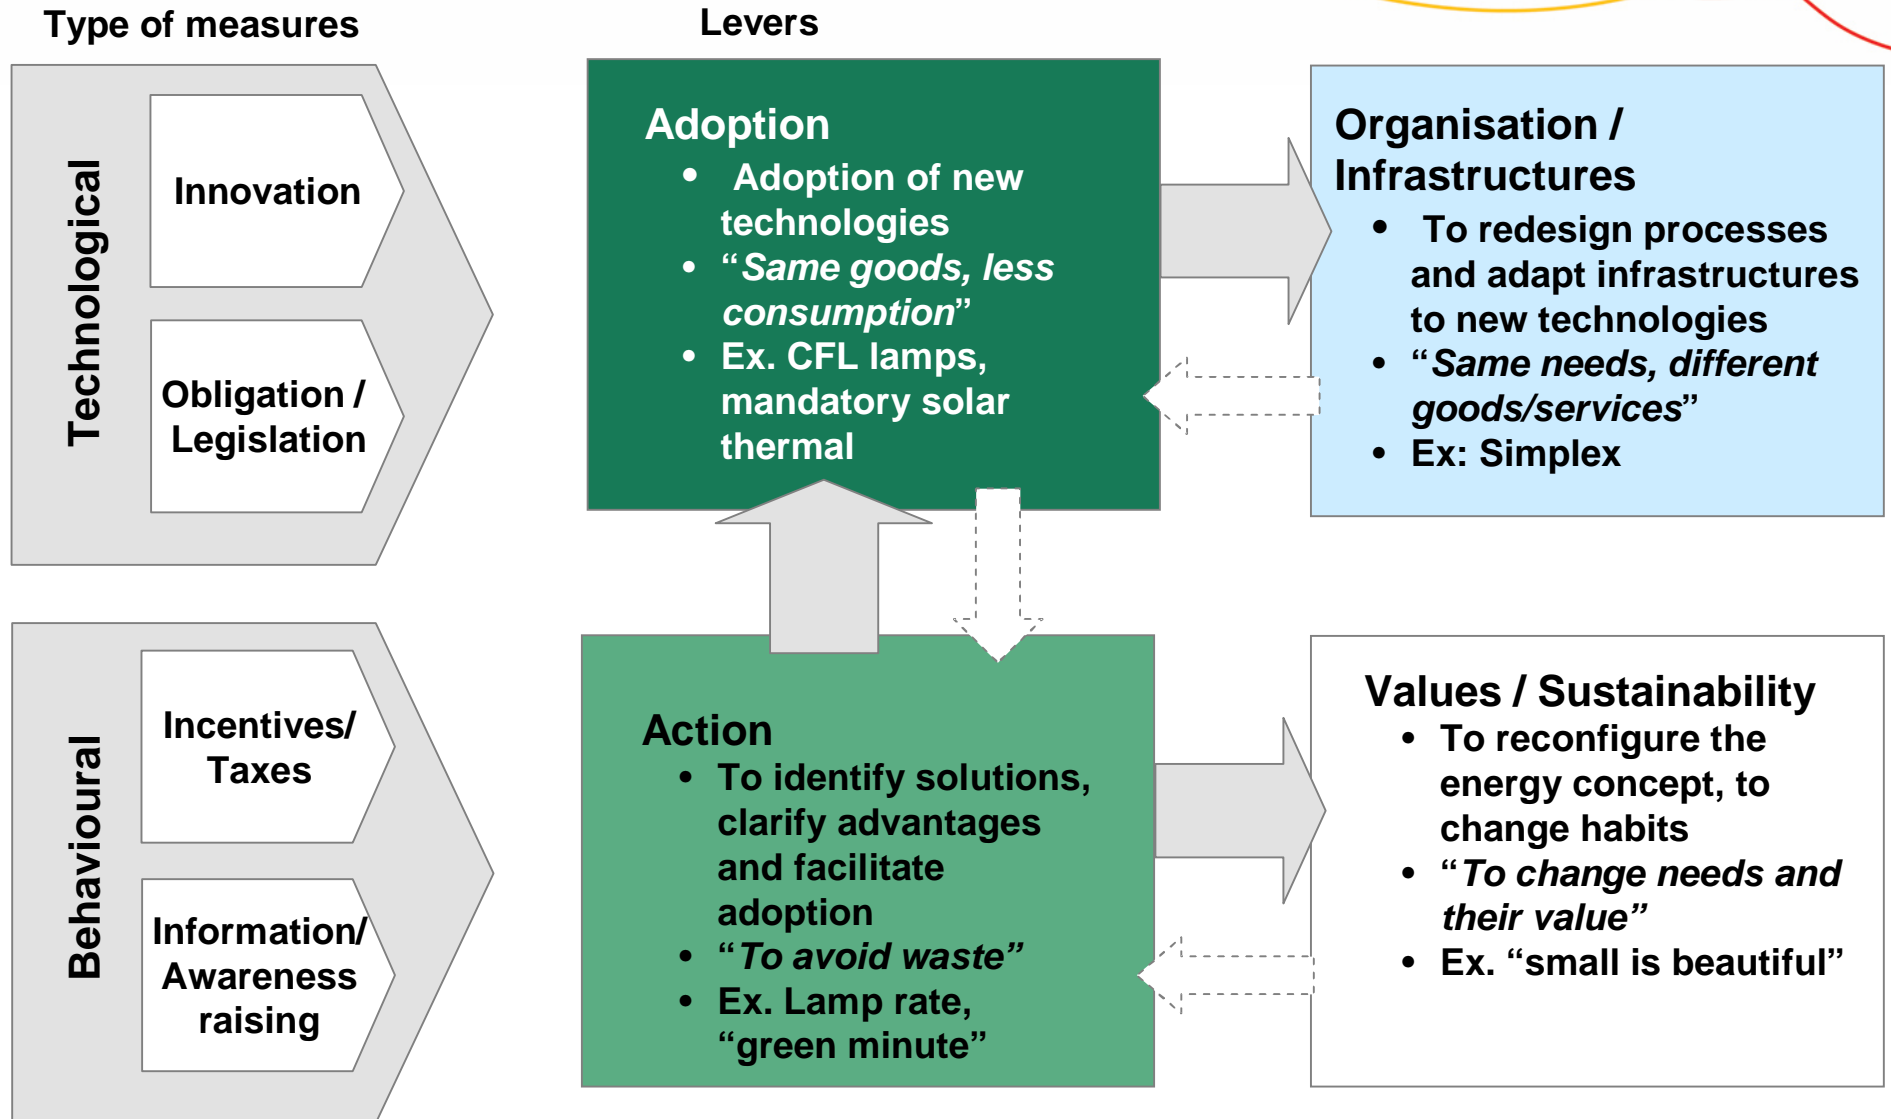 Type of measures
Levers
Technological
Innovation
Obligation /
Legislation
Adoption
• Adoption of new
technologies
• “Same goods, less
consumption”
• Ex. CFL lamps,
mandatory solar
thermal
Organisation /
Infrastructures
• To redesign processes
and adapt infrastructures
to new technologies
• “Same needs, different
goods/services”
• Ex: Simplex
Behavioural
Incentives/
Taxes
Information/
Awareness
raising
Action
• To identify solutions,
clarify advantages
and facilitate
adoption
• “To avoid waste”
• Ex. Lamp rate,
“green minute”
Values / Sustainability
• To reconfigure the
energy concept, to
change habits
• “To change needs and
their value”
• Ex. “small is beautiful”